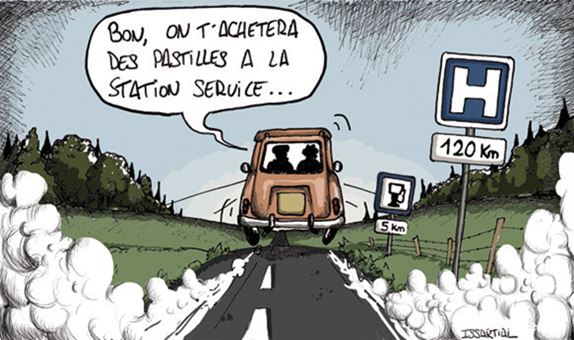 BON, ON T'ACHETERA
DES PASTILLES A LA
STATION SERVICE...
H
120 Km
5 Km
ISSARTIAL